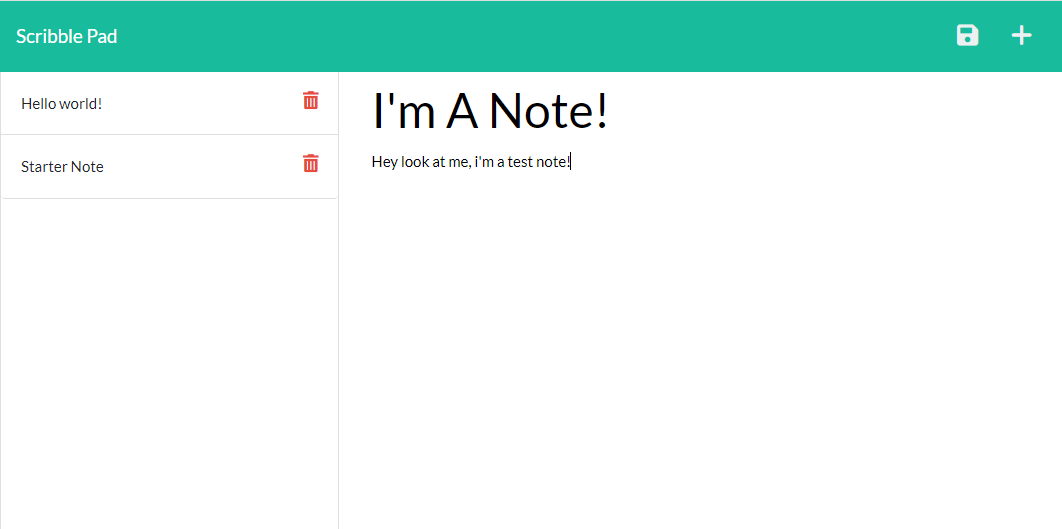 Scribble Pad
Hello world!
Starter Note
I'm A Note!
Hey look at me, i'm a test note!